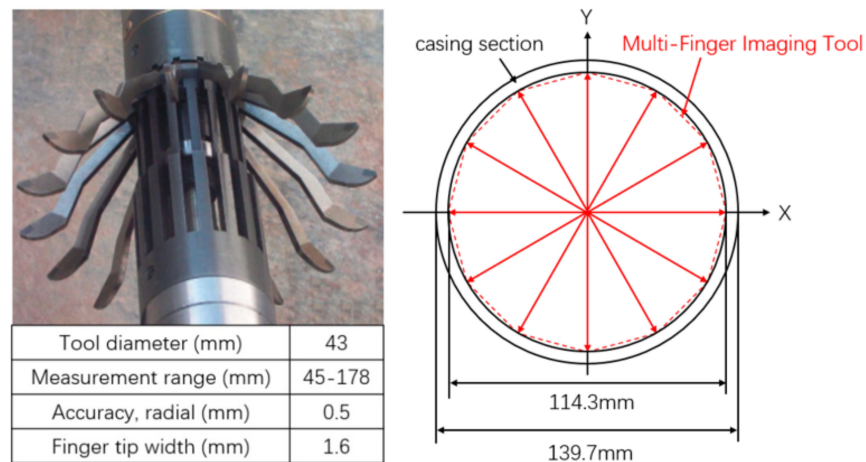 Y
casing section
Multi-Finger Imaging Tool
X
Tool diameter (mm) 43
Measurement range (mm) 45-178
Accuracy, radial (mm) 0.5
Finger tip width (mm) 1.6
114.3mm
139.7mm